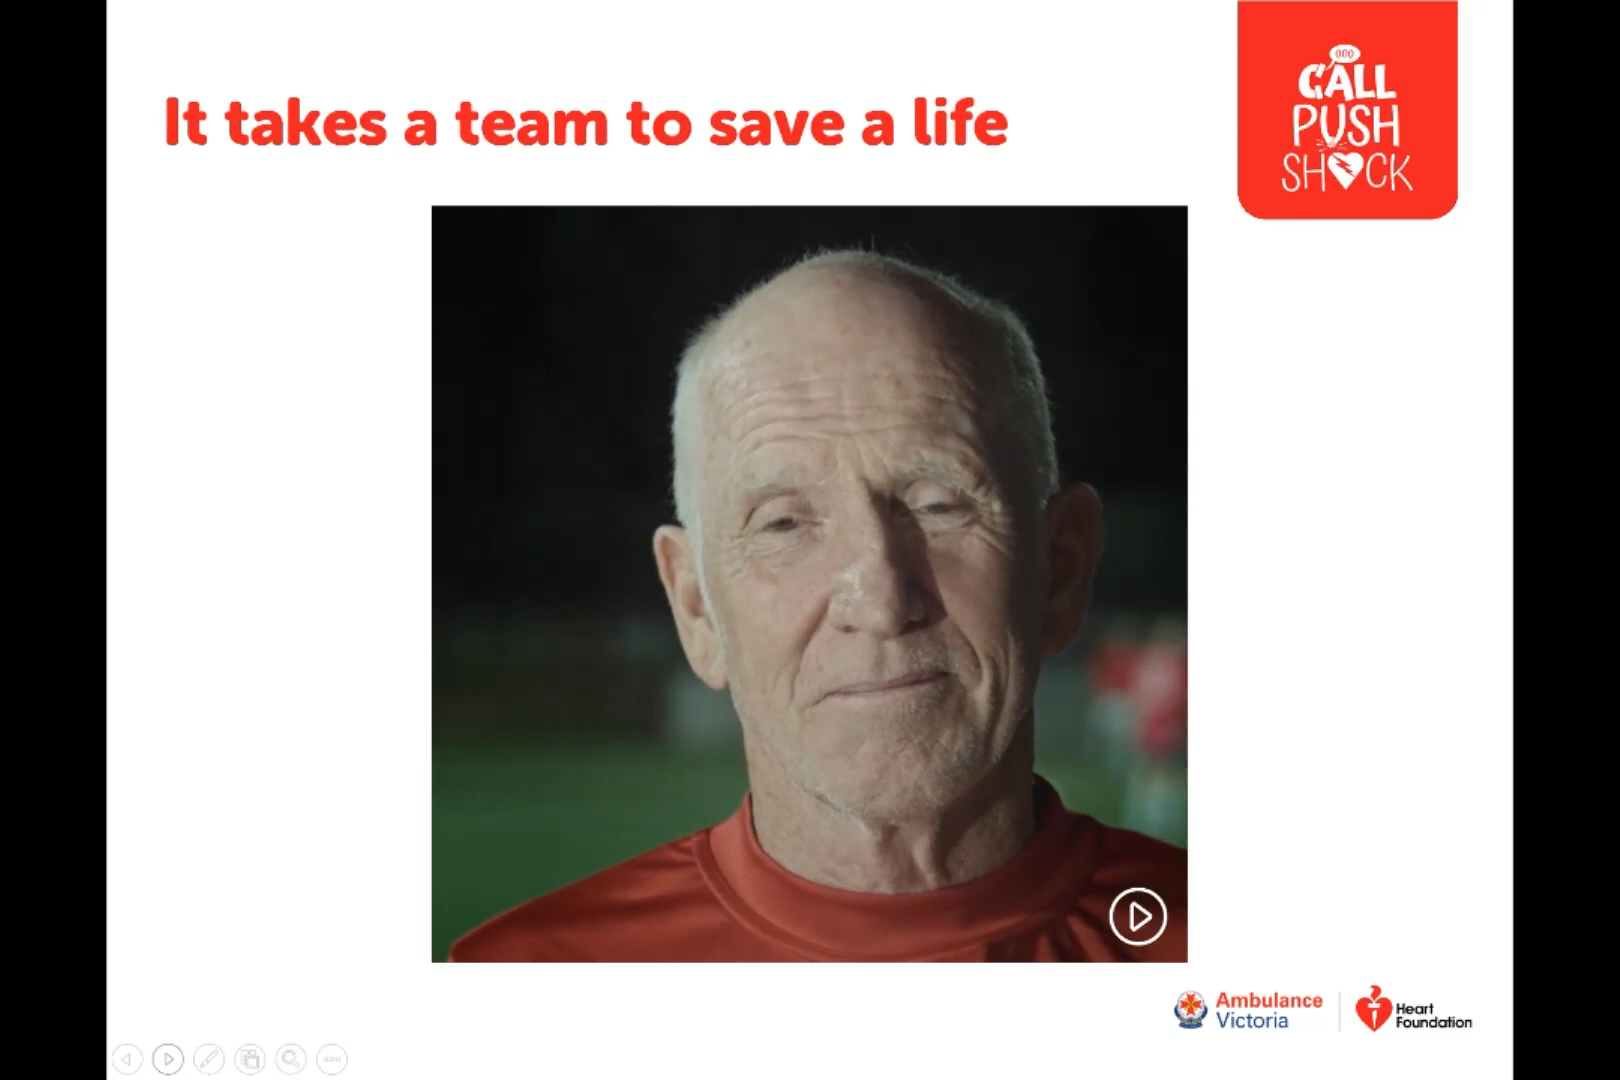 It takes a team to save a life
000
CALL
PUSH
SHOCK
Ambulance
Victoria
Heart
Foundation